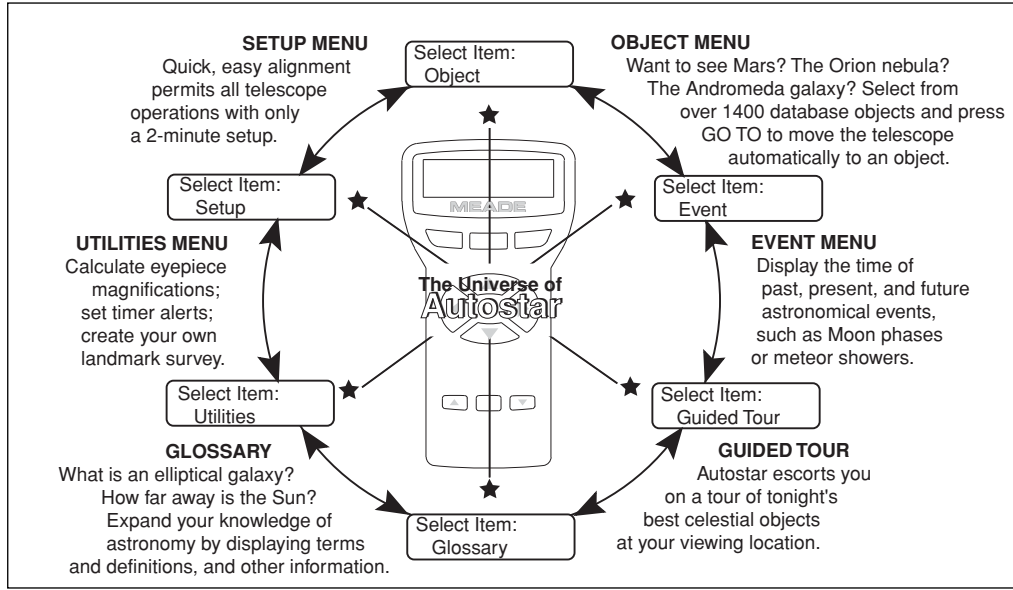 SETUP MENU
Quick, easy alignment
permits all telescope
operations with only
a 2-minute setup.
Select Item:
Object
OBJECT MENU
Want to see Mars? The Orion nebula?
The Andromeda galaxy? Select from
over 1400 database objects and press
GO TO to move the telescope
automatically to an object.
Select Item:
Setup
MEADE
Select Item:
Event
UTILITIES MENU
Calculate eyepiece
magnifications;
set timer alerts;
create your own
landmark survey.
The Universe of
Autostar
EVENT MENU
Display the time of
past, present, and future
astronomical events,
such as Moon phases
or meteor showers.
Select Item:
Utilities
Select Item:
Guided Tour
GLOSSARY
What is an elliptical galaxy?
How far away is the Sun?
Expand your knowledge of
astronomy by displaying terms
and definitions, and other information.
Select Item:
Glossary
GUIDED TOUR
Autostar escorts you
on a tour of tonight's
best celestial objects
at your viewing location.